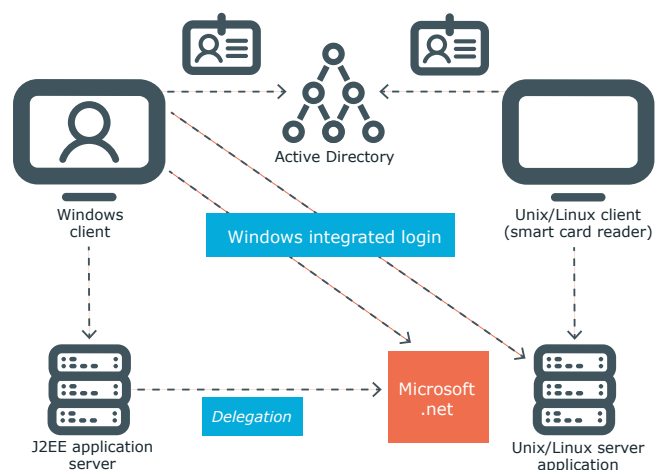 Active Directory
Windows
client
Unix/Linux client
(smart card reader)
Windows integrated login
Microsoft
.net
Delegation
J2EE application
server
Unix/Linux server
application